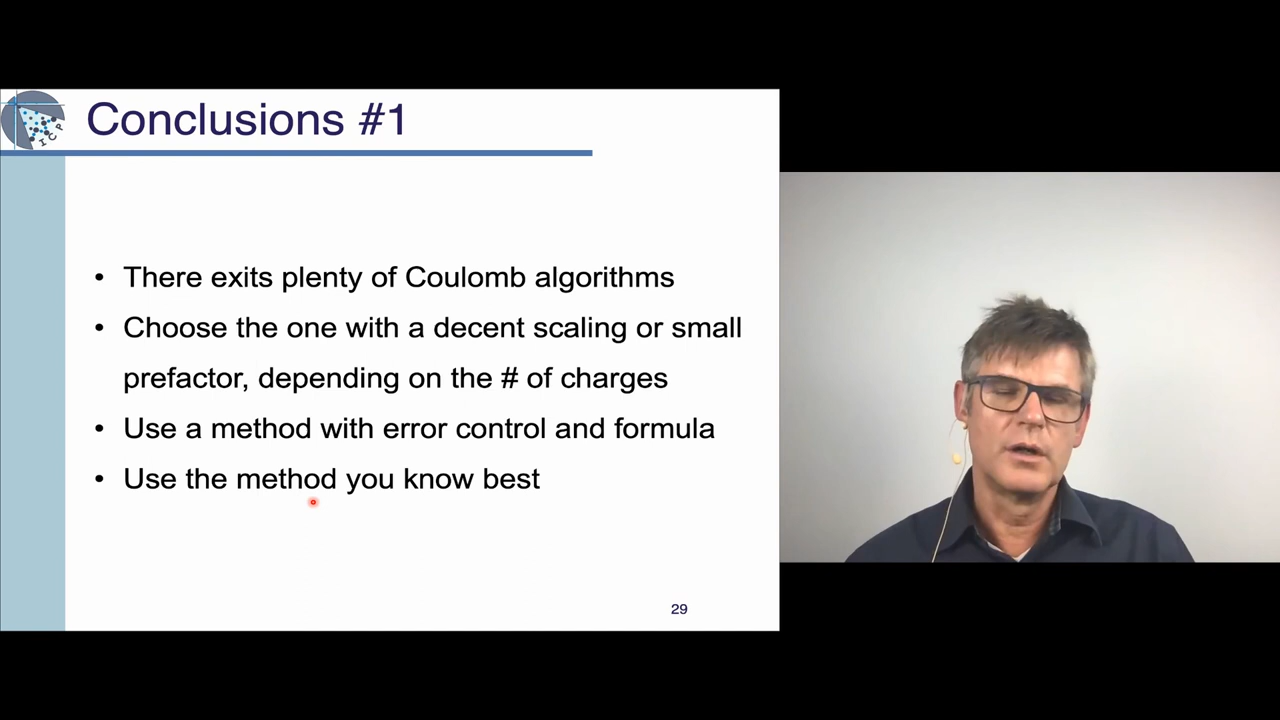 ICP
Conclusions #1
• There exits plenty of Coulomb algorithms
• Choose the one with a decent scaling or small
prefactor, depending on the # of charges
• Use a method with error control and formula
• Use the method you know best
29